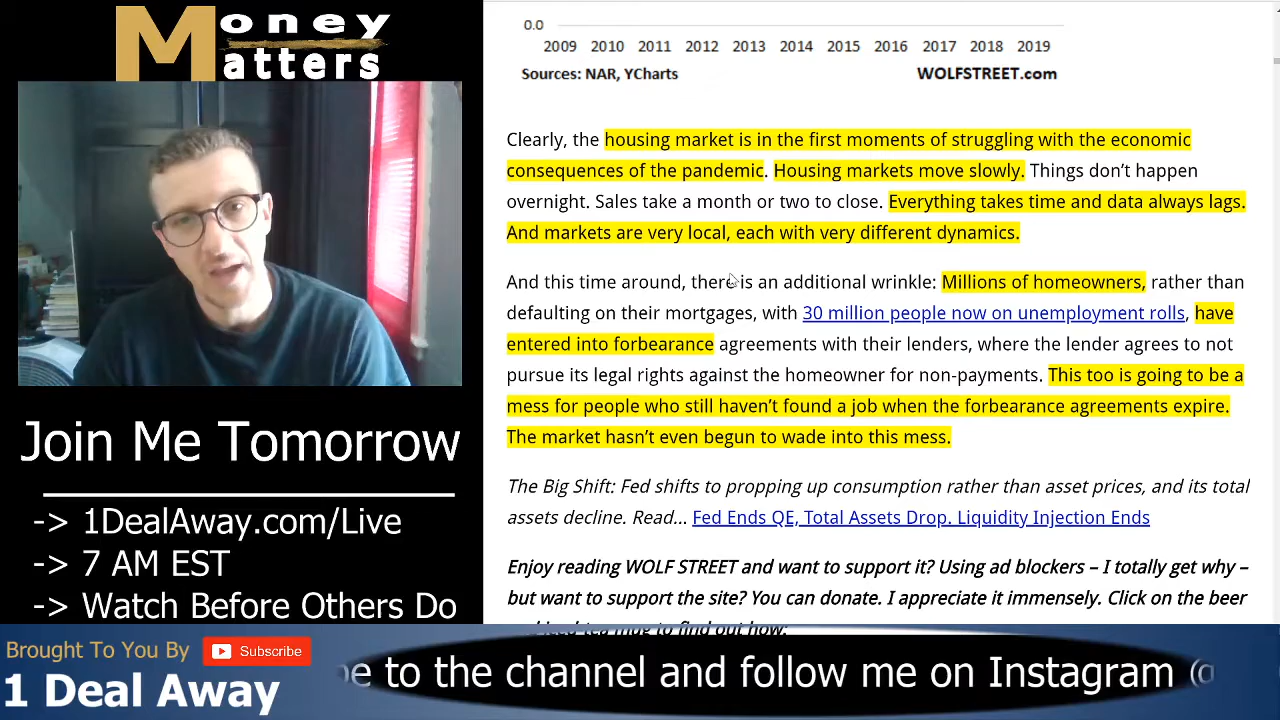 Money
Matters
Join Me Tomorrow
-> 1DealAway.com/Live
-> 7 AM EST
-> Watch Before Others Do
0.0
2009 2010 2011 2012 2013 2014 2015 2016 2017 2018 2019
Sources: NAR, YCharts WOLFSTREET.com
Clearly, the housing market is in the first moments of struggling with the economic
consequences of the pandemic. Housing markets move slowly. Things don’t happen
overnight. Sales take a month or two to close. Everything takes time and data always lags.
And markets are very local, each with very different dynamics.
And this time around, there is an additional wrinkle: Millions of homeowners, rather than
defaulting on their mortgages, with 30 million people now on unemployment rolls, have
entered into forbearance agreements with their lenders, where the lender agrees to not
pursue its legal rights against the homeowner for non-payments. This too is going to be a
mess for people who still haven’t found a job when the forbearance agreements expire.
The market hasn’t even begun to wade into this mess.
The Big Shift: Fed shifts to propping up consumption rather than asset prices, and its total
assets decline. Read... Fed Ends QE, Total Assets Drop. Liquidity Injection Ends
Enjoy reading WOLF STREET and want to support it? Using ad blockers – I totally get why –
but want to support the site? You can donate. I appreciate it immensely. Click on the beer
mug to find out how:
Brought To You By Subscribe
1 Deal Away
to the channel and follow me on Instagram